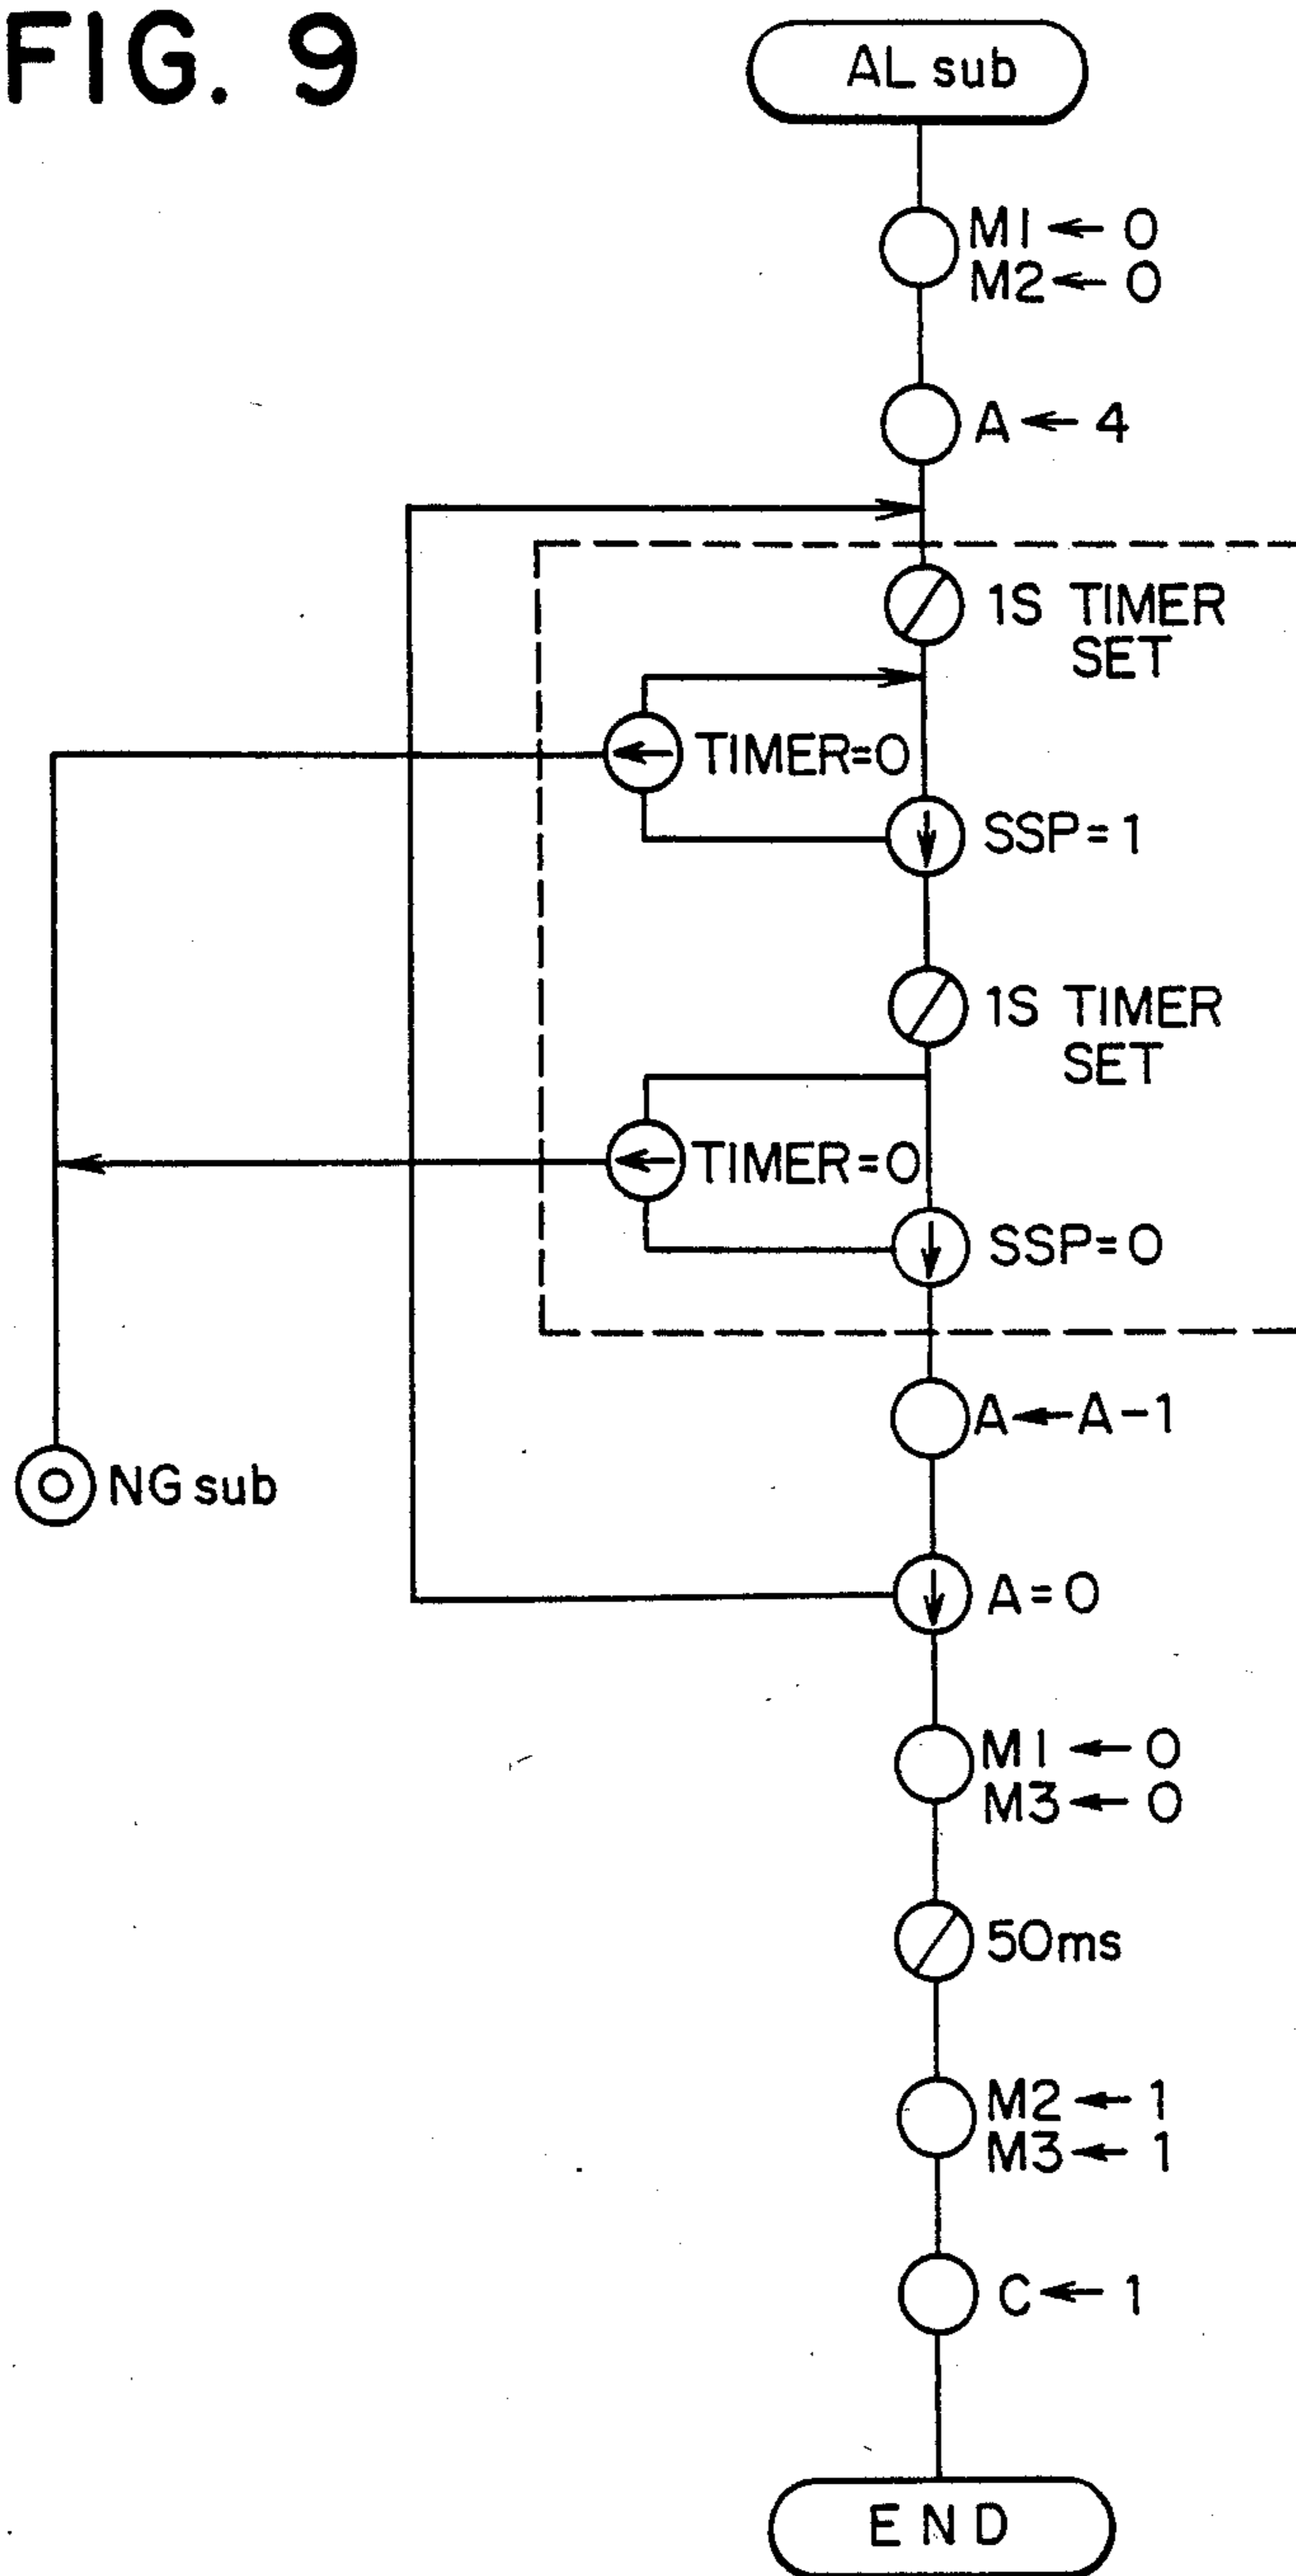 FIG. 9
AL sub
M1 ← 0
M2 ← 0
A ← 4
1S TIMER
SET
TIMER=0
SSP=1
1S TIMER
SET
TIMER=0
SSP=0
A←A-1
NG sub
A=0
M1 ← 0
M3 ← 0
50ms
M2 ← 1
M3 ← 1
C ← 1
END